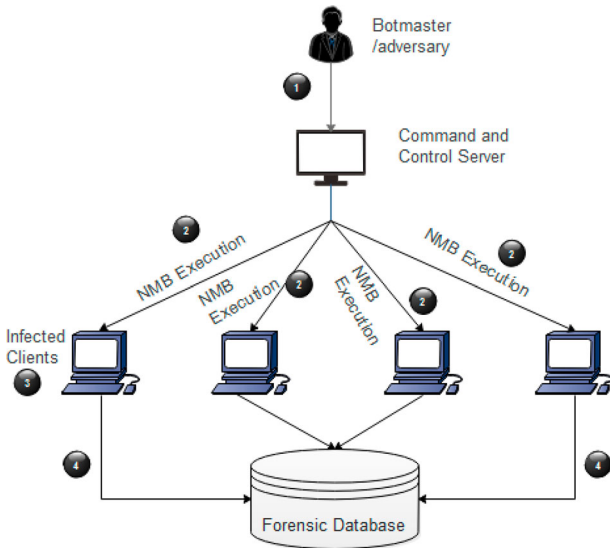 Botmaster
/adversary
1
Command and
Control Server
2
NMB Execution
NMB
Execution
2
NMB
Execution
2
NMB Execution
2
Infected
Clients
3
4
4
Forensic Database